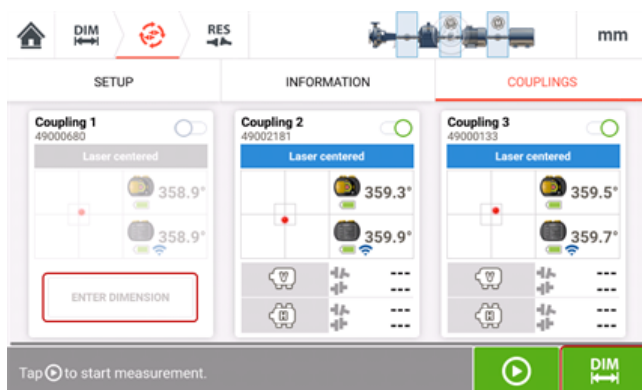 DIM
RES
mm
SETUP
INFORMATION
COUPLINGS
Coupling 1
49000680
Laser centered
358.9°
358.9°
ENTER DIMENSION
Coupling 2
49002181
Laser centered
359.3°
359.9°
V
---
---
H
---
---
Coupling 3
49000133
Laser centered
359.5°
359.7°
V
---
---
H
---
---
Tap to start measurement.
DIM